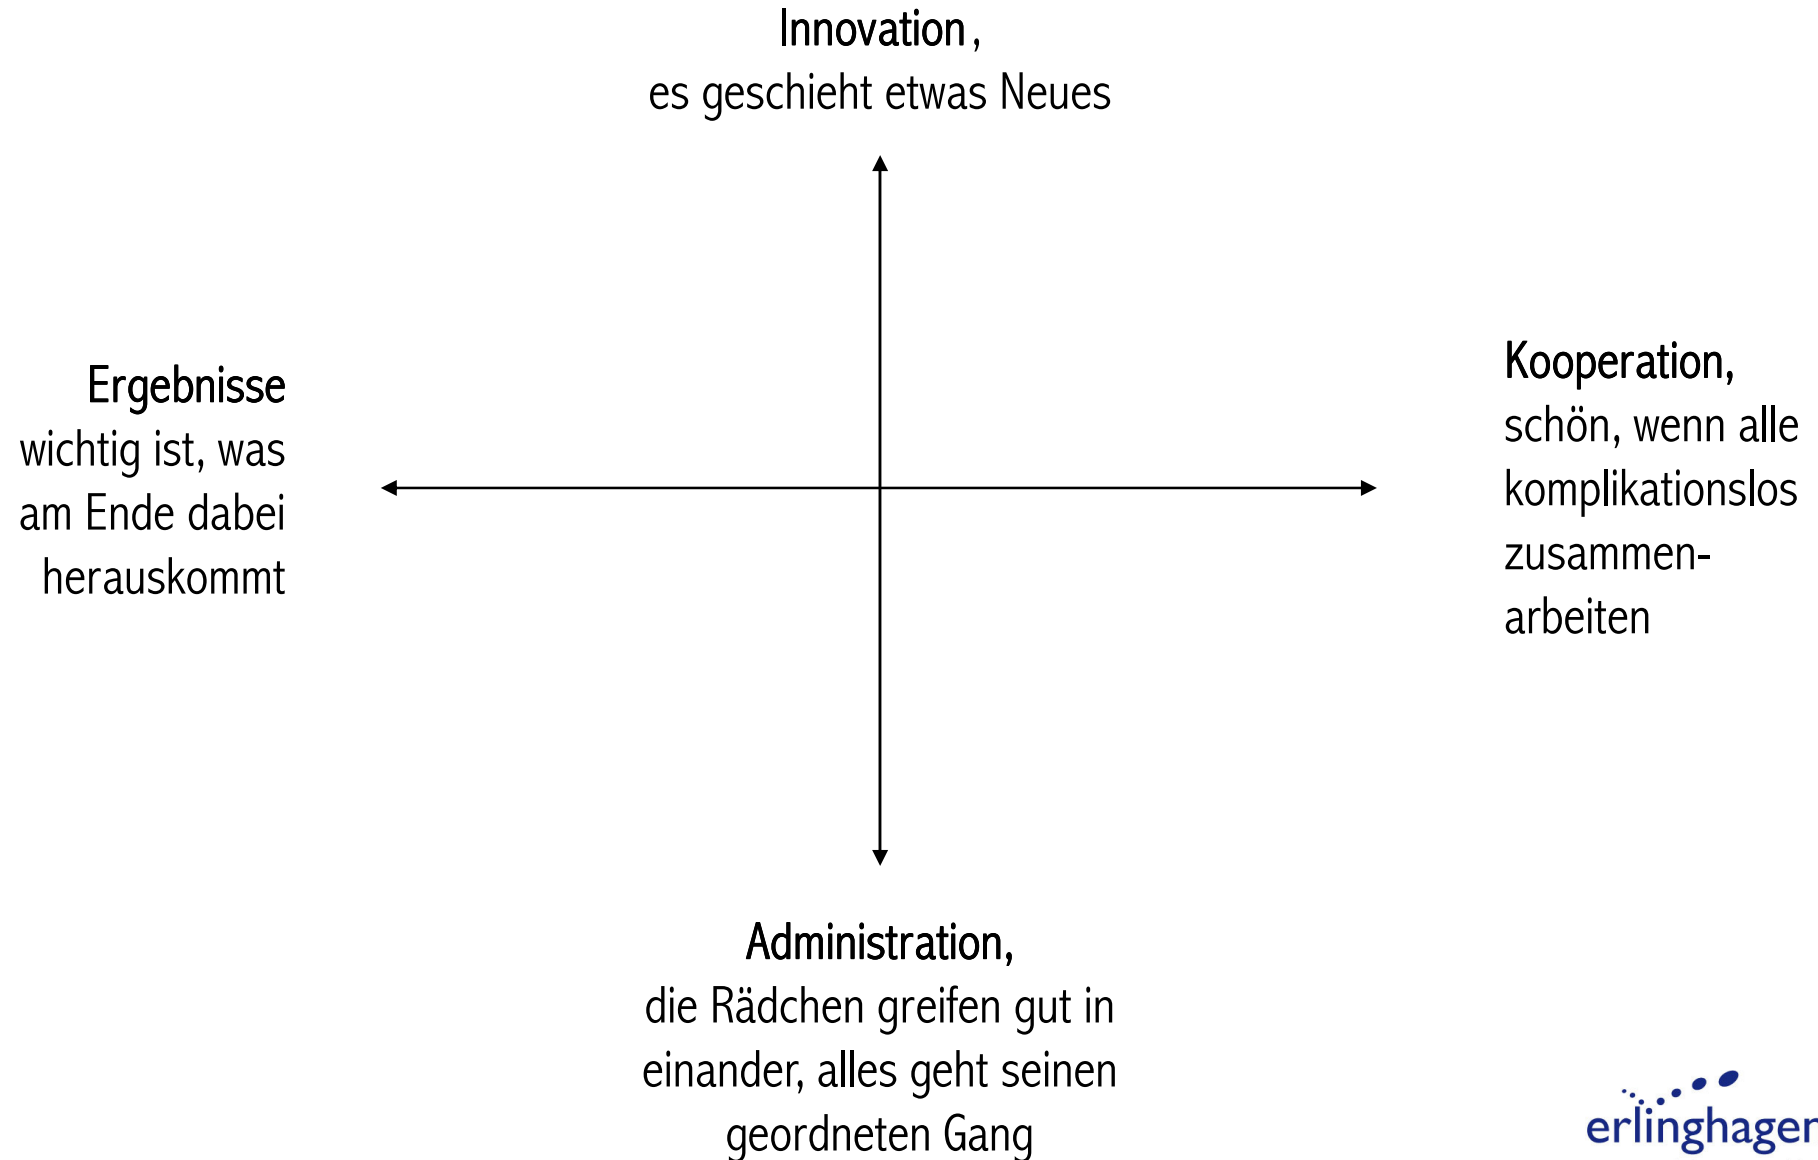 Innovation,
es geschieht etwas Neues
Ergebnisse
wichtig ist, was
am Ende dabei
herauskommt
Kooperation,
schön, wenn alle
komplikationslos
zusammen-
arbeiten
Administration,
die Rädchen greifen gut in
einander, alles geht seinen
geordneten Gang
erlinghagen